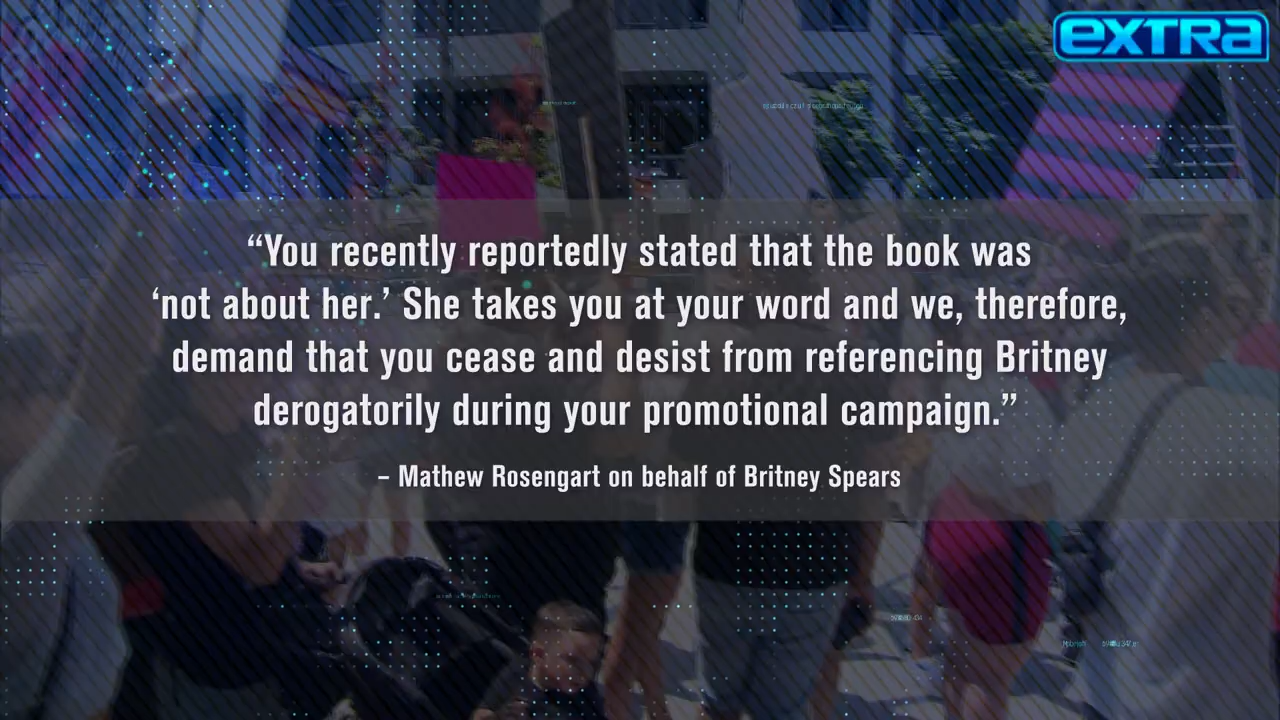 extra
“You recently reportedly stated that the book was
‘not about her.’ She takes you at your word and we, therefore,
demand that you cease and desist from referencing Britney
derogatorily during your promotional campaign.”
– Mathew Rosengart on behalf of Britney Spears